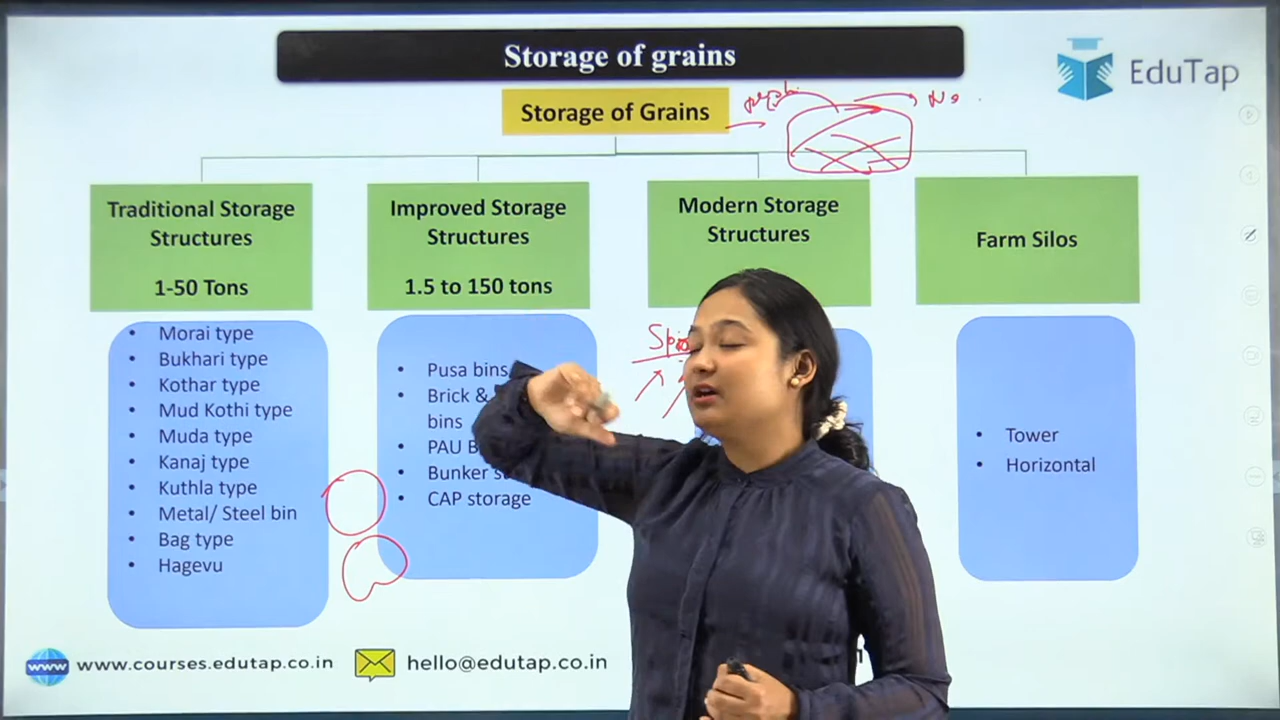 Storage of grains
EduTap
Storage of Grains
Traditional Storage
Structures
1-50 Tons
Improved Storage
Structures
1.5 to 150 tons
Modern Storage
Structures
Farm Silos
• Morai type
• Bukhari type
• Kothar type
• Mud Kothi type
• Muda type
• Kanaj type
• Kuthla type
• Metal/ Steel bin
• Bag type
• Hagevu
• Pusa bins
• Brick &
bins
• PAU
• Bunker
• CAP storage
• Tower
• Horizontal
www www.courses.edutap.co.in
hello@edutap.co.in